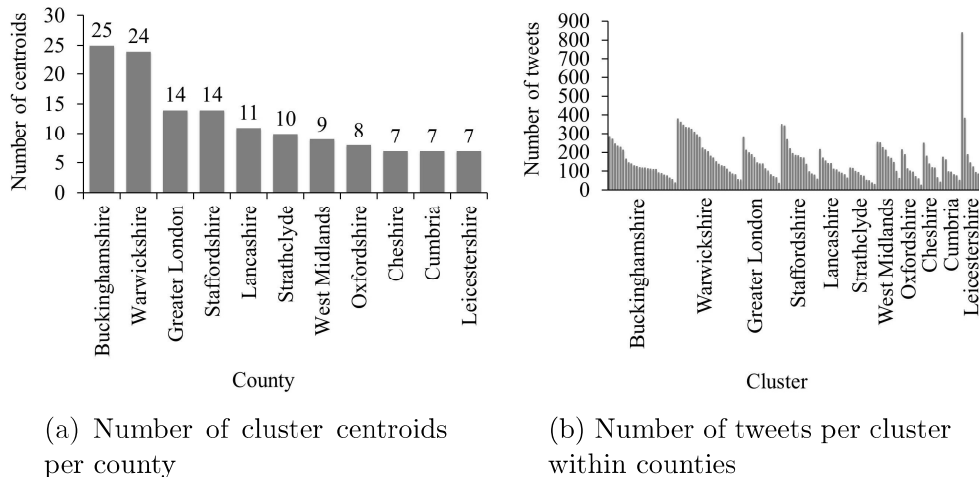 Number of centroids
30
25
20
15
10
5
0
25
24
14
14
11
10
9
8
7
7
7
Buckinghamshire
Warwickshire
Greater London
Staffordshire
Lancashire
Strathclyde
West Midlands
Oxfordshire
Cheshire
Cumbria
Leicestershire
County
(a) Number of cluster centroids
per county
Number of tweets
900
800
700
600
500
400
300
200
100
0
Buckinghamshire
Warwickshire
Greater London
Staffordshire
Lancashire
Strathclyde
West Midlands
Oxfordshire
Cheshire
Cumbria
Leicestershire
Cluster
(b) Number of tweets per cluster
within counties